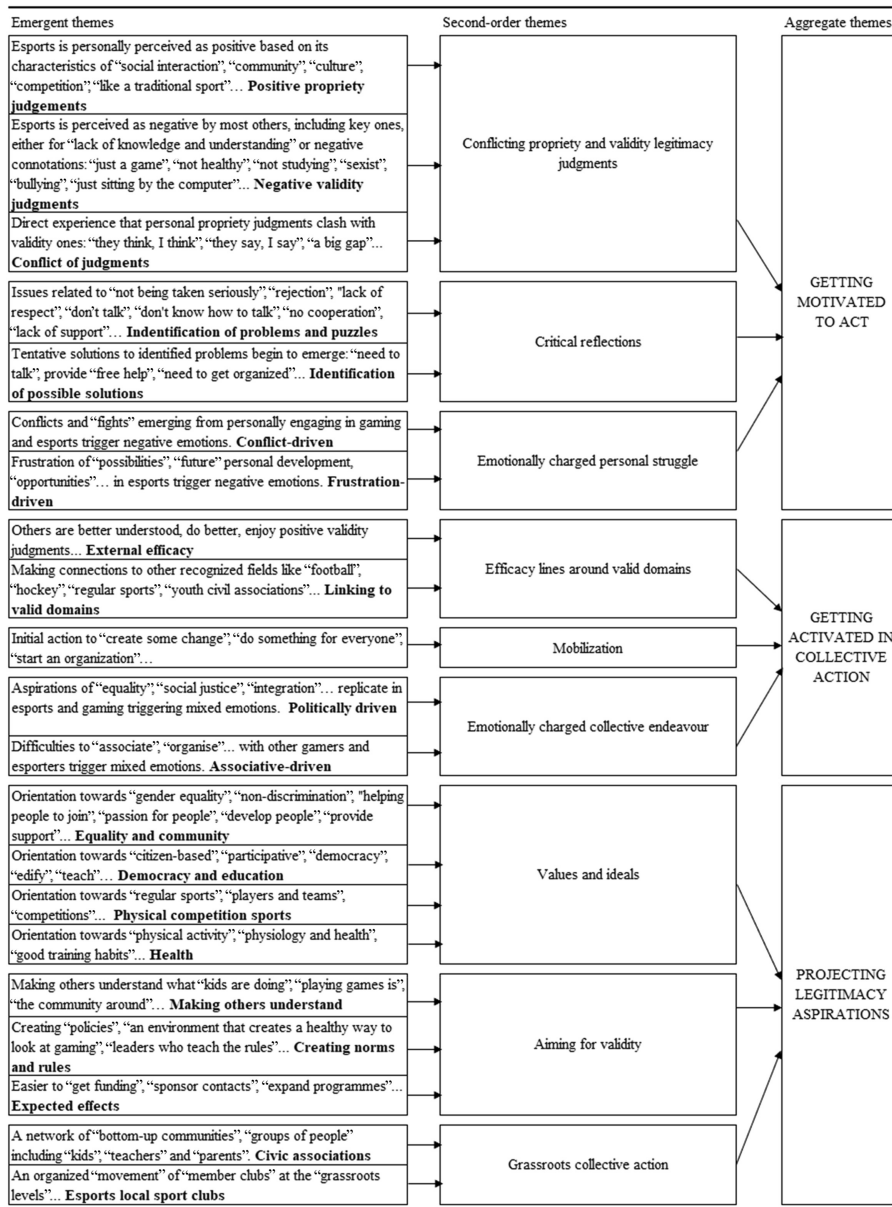 Emergent themes
Second-order themes
Aggregate themes
Esports is personally perceived as positive based on its
characteristics of “social interaction”, “community”, “culture”,
“competition”, “like a traditional sport”… Positive propriety
judgements
Esports is perceived as negative by most others, including key ones,
either for “lack of knowledge and understanding” or negative
connotations: “just a game”, “not healthy”, “not studying”, “sexist”,
“bullying”, “just sitting by the computer”... Negative validity
judgments
Direct experience that personal propriety judgments clash with
validity ones: “they think, I think”, “they say, I say”, “a big gap”...
Conflict of judgments
Conflicting propriety and validity legitimacy
judgments
Issues related to “not being taken seriously”, “rejection”, "lack of
respect”, “don’t talk”, “don't know how to talk”, “no cooperation”,
“lack of support”… Indentification of problems and puzzles
Tentative solutions to identified problems begin to emerge: “need to
talk”, provide “free help”, “need to get organized”... Identification
of possible solutions
Critical reflections
Conflicts and “fights” emerging from personally engaging in gaming
and esports trigger negative emotions. Conflict-driven
Frustration of “possibilities”, “future” personal development,
“opportunities”… in esports trigger negative emotions. Frustration-
driven
Emotionally charged personal struggle
GETTING
MOTIVATED
TO ACT
Others are better understood, do better, enjoy positive validity
judgments... External efficacy
Making connections to other recognized fields like “football”,
“hockey”, “regular sports”, “youth civil associations”... Linking to
valid domains
Efficacy lines around valid domains
Initial action to “create some change”, “do something for everyone”,
“start an organization”…
Mobilization
Aspirations of “equality”, “social justice”, “integration”… replicate in
esports and gaming triggering mixed emotions. Politically driven
Difficulties to “associate”, “organise”... with other gamers and
esporters trigger mixed emotions. Associative-driven
Emotionally charged collective endeavour
GETTING
ACTIVATED IN
COLLECTIVE
ACTION
Orientation towards “gender equality”, “non-discrimination”, "helping
people to join”, “passion for people”, “develop people”, “provide
support”... Equality and community
Orientation towards “citizen-based”, “participative”, “democracy”,
“edify”, “teach”… Democracy and education
Orientation towards “regular sports”, “players and teams”,
“competitions”... Physical competition sports
Orientation towards “physical activity”, “physiology and health”,
“good training habits”... Health
Values and ideals
Making others understand what “kids are doing”, “playing games is”,
“the community around”… Making others understand
Creating “policies”, “an environment that creates a healthy way to
look at gaming”, “leaders who teach the rules”... Creating norms
and rules
Easier to “get funding”, “sponsor contacts”, “expand programmes”...
Expected effects
Aiming for validity
A network of “bottom-up communities”, “groups of people”
including “kids”, “teachers” and “parents”. Civic associations
An organized “movement” of “member clubs” at the “grassroots
levels”... Esports local sport clubs
Grassroots collective action
PROJECTING
LEGITIMACY
ASPIRATIONS